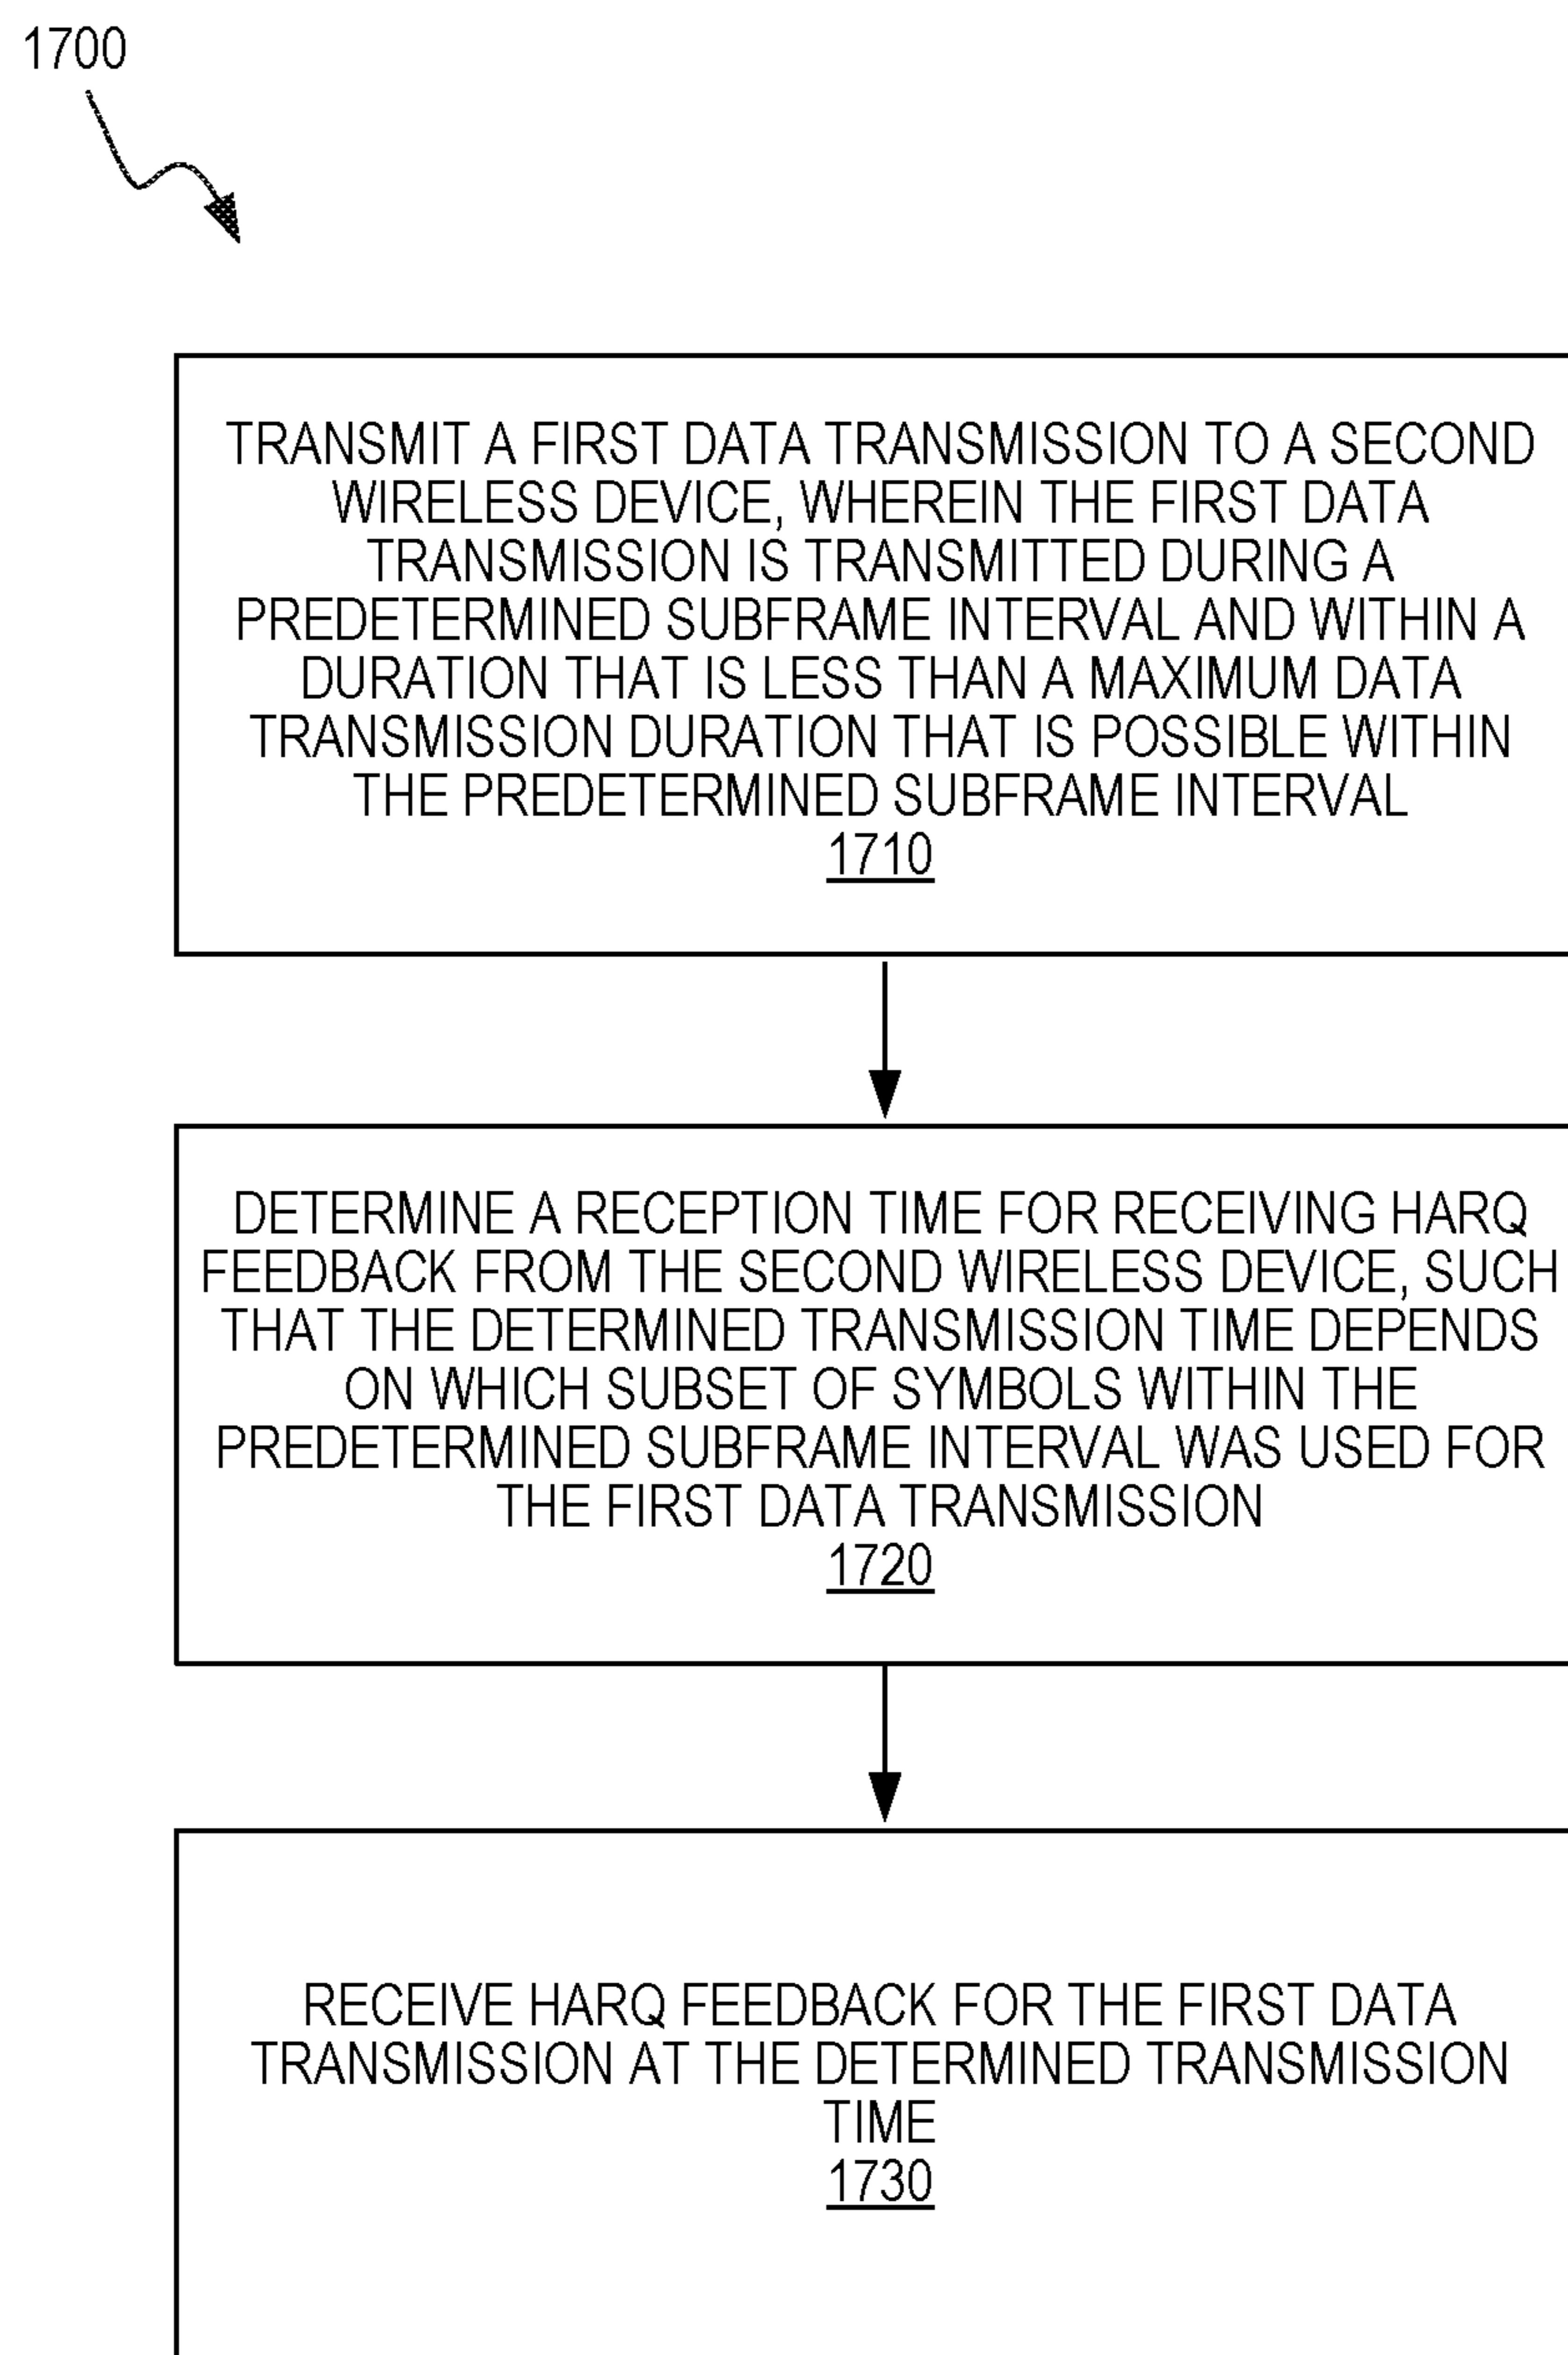 1700
TRANSMIT A FIRST DATA TRANSMISSION TO A SECOND
WIRELESS DEVICE, WHEREIN THE FIRST DATA
TRANSMISSION IS TRANSMITTED DURING A
PREDETERMINED SUBFRAME INTERVAL AND WITHIN A
DURATION THAT IS LESS THAN A MAXIMUM DATA
TRANSMISSION DURATION THAT IS POSSIBLE WITHIN
THE PREDETERMINED SUBFRAME INTERVAL
1710
DETERMINE A RECEPTION TIME FOR RECEIVING HARQ
FEEDBACK FROM THE SECOND WIRELESS DEVICE, SUCH
THAT THE DETERMINED TRANSMISSION TIME DEPENDS
ON WHICH SUBSET OF SYMBOLS WITHIN THE
PREDETERMINED SUBFRAME INTERVAL WAS USED FOR
THE FIRST DATA TRANSMISSION
1720
RECEIVE HARQ FEEDBACK FOR THE FIRST DATA
TRANSMISSION AT THE DETERMINED TRANSMISSION
TIME
1730